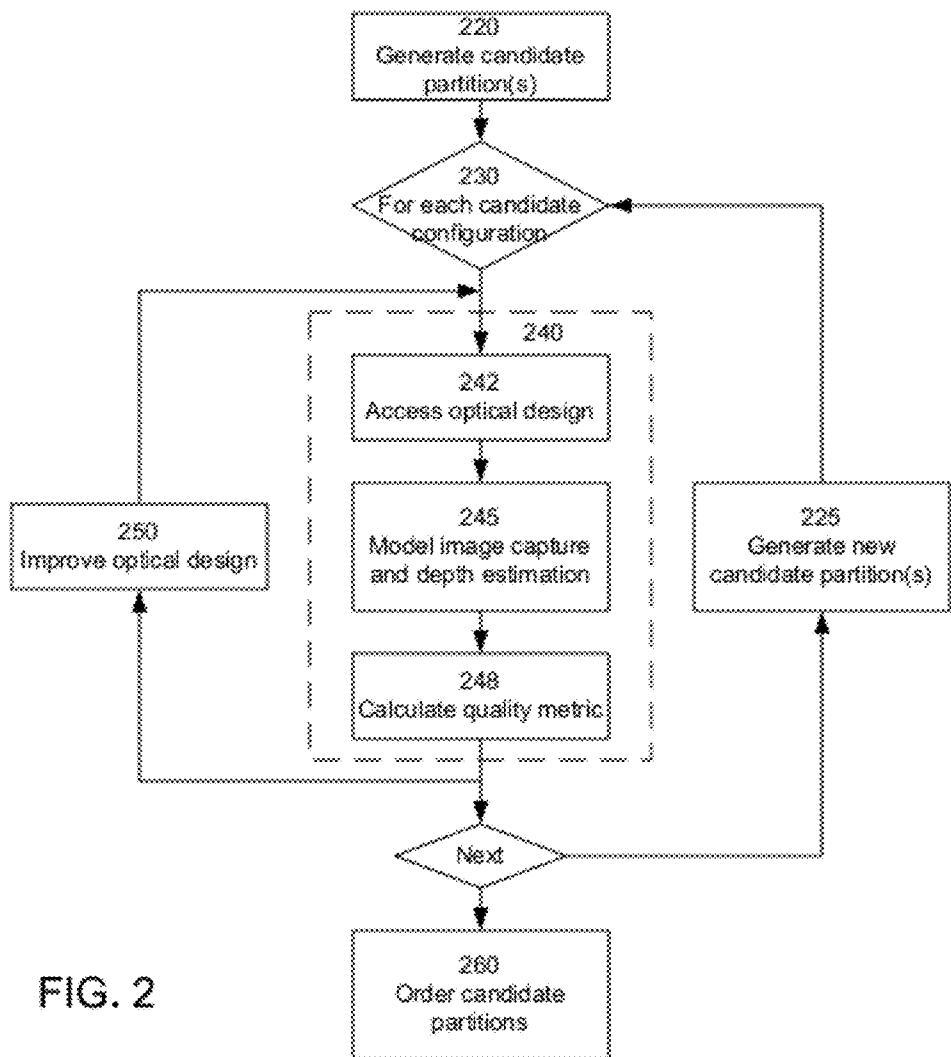 220
Generate candidate
partition(s)
230
For each candidate
configuration
240
242
Access optical design
245
Model image capture
and depth estimation
250
Improve optical design
225
Generate new
candidate partition(s)
248
Calculate quality metric
Next
260
Order candidate
partitions
FIG. 2